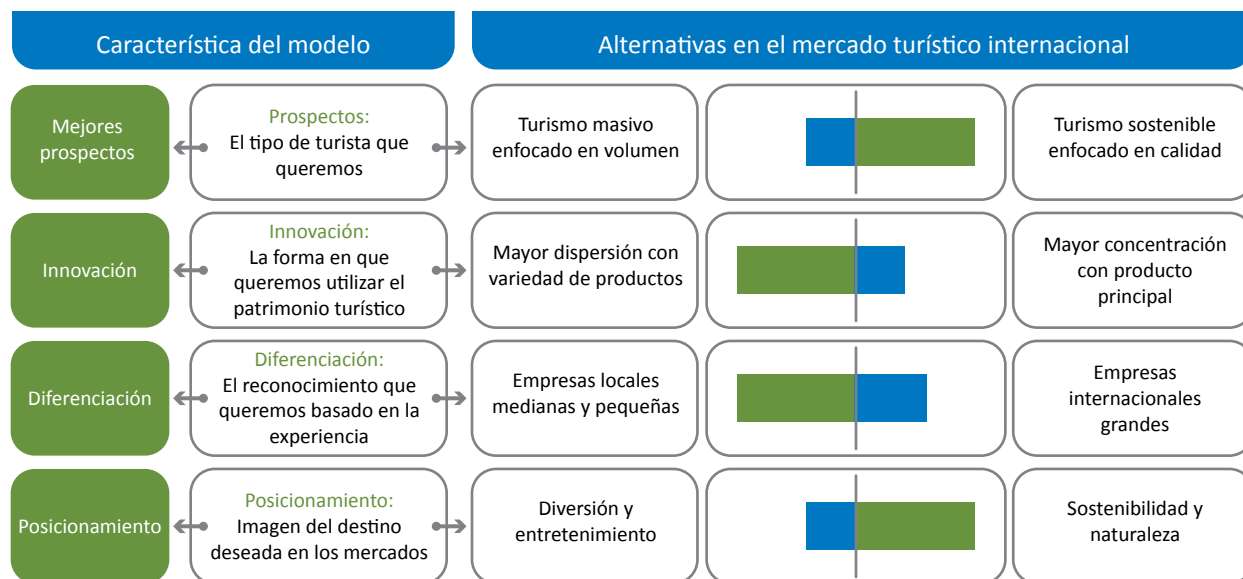 Característica del modelo
Alternativas en el mercado turístico internacional
Mejores
prospectos
Prospectos:
El tipo de turista que
queremos
Turismo masivo
enfocado en volumen
Turismo sostenible
enfocado en calidad
Innovación
Innovación:
La forma en que
queremos utilizar el
patrimonio turístico
Mayor dispersión con
variedad de productos
Mayor concentración
con producto
principal
Diferenciación
Diferenciación:
El reconocimiento que
queremos basado en la
experiencia
Empresas locales
medianas y pequeñas
Empresas
internacionales
grandes
Posicionamiento
Posicionamiento:
Imagen del destino
deseada en los mercados
Diversión y
entretenimiento
Sostenibilidad y
naturaleza